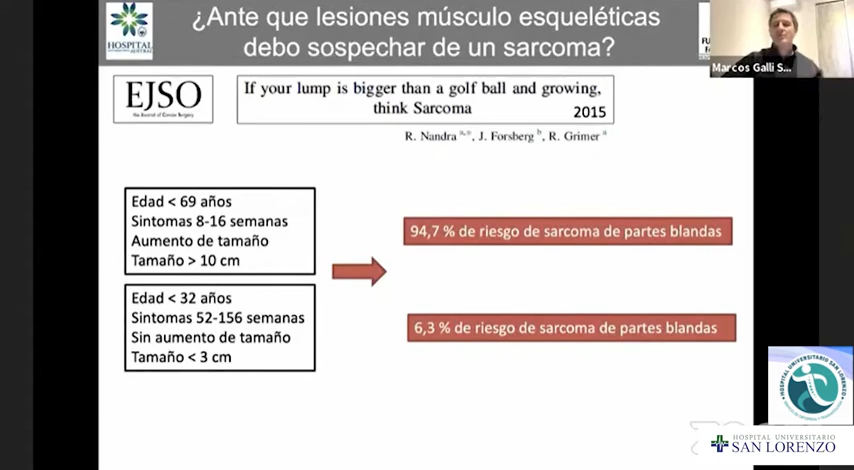 ¿Ante que lesiones músculo esqueléticas
debo sospechar de un sarcoma?
HOSPITAL
Marcos Galli S...
EJSO
If your lump is bigger than a golf ball and growing,
think Sarcoma
2015
R. Nandra a,*, J. Forsberg b, R. Grimer a
Edad < 69 años
Sintomas 8-16 semanas
Aumento de tamaño
Tamaño > 10 cm
94,7 % de riesgo de sarcoma de partes blandas
Edad < 32 años
Sintomas 52-156 semanas
Sin aumento de tamaño
Tamaño < 3 cm
6,3 % de riesgo de sarcoma de partes blandas
HOSPITAL UNIVERSITARIO SAN LORENZO
HOSPITAL UNIVERSITARIO
SAN LORENZO